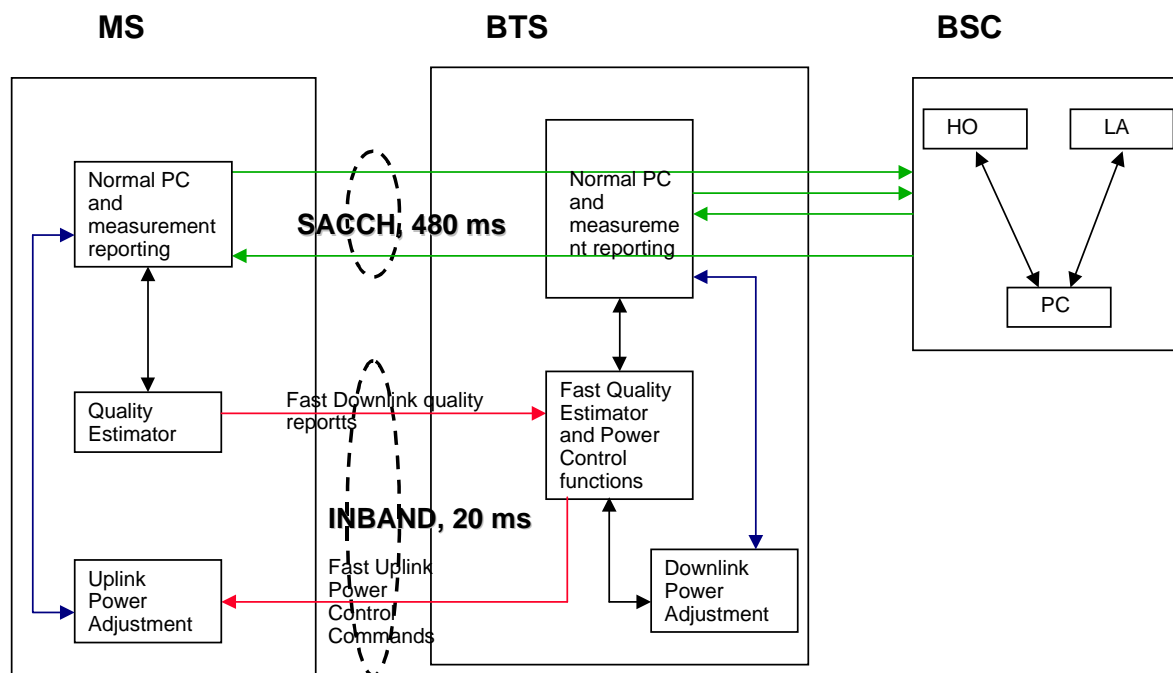 MS
BTS
BSC
HO
LA
PC
Normal PC
and
measurement
reporting
SACCH, 480 ms
Normal PC
and
measureme
nt reporting
Quality
Estimator
Fast Downlink quality
reportts
Fast Quality
Estimator
and Power
Control
functions
INBAND, 20 ms
Uplink
Power
Adjustment
Fast Uplink
Power
Control
Commands
Downlink
Power
Adjustment